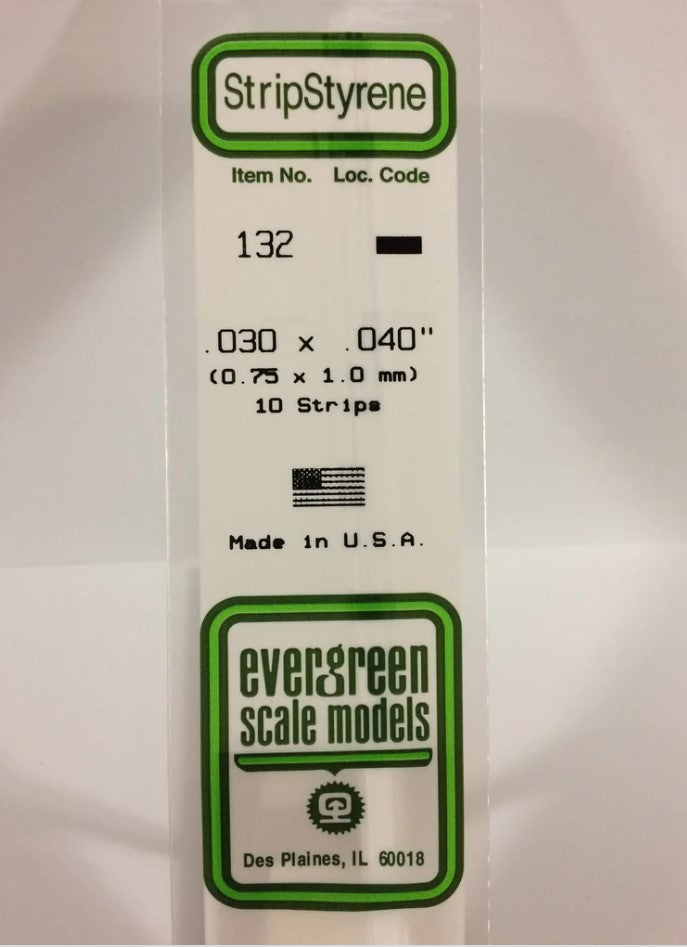 StripStyrene
Item No. Loc. Code
132
.030 x .040"
(0.75 x 1.0 mm)
10 Strips
Made in U.S.A.
evergreen
scale models
Des Plaines, IL 60018